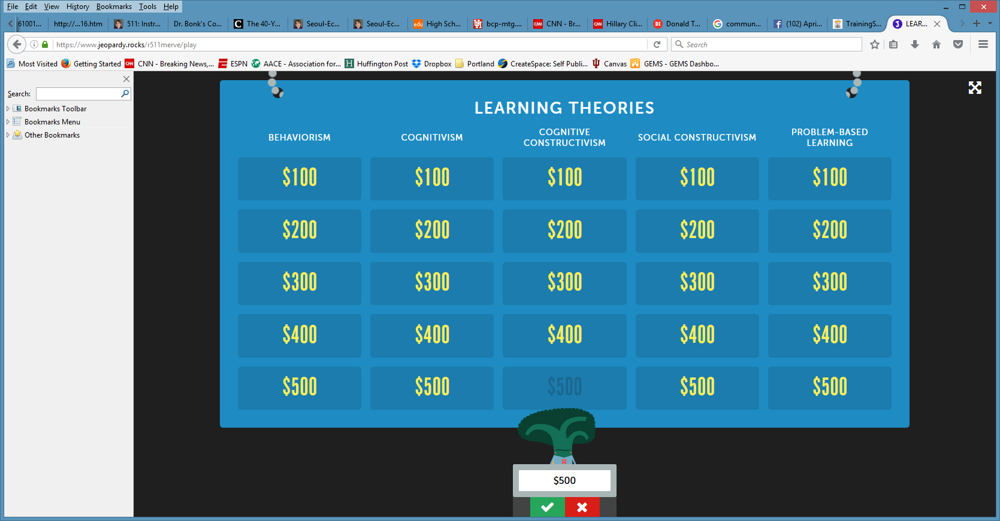 File Edit View History Bookmarks Tools Help
61001... http://...16.htm 511: Instr... Dr. Bonk's Co... C The 40-Y... Seoul-Ec... Seoul-Ec... edu High Sch... bcp-mtg.... CNN CNN - Br... CNN Hillary Cli... DI Donald T... G commun... f (102) Apri... TrainingS... J LEAR...
https://www.jeopardy.rocks/r511merve/play Search
Most Visited Getting Started CNN CNN - Breaking News,... ESPN AACE - Association for... H Huffington Post Dropbox Portland CreateSpace: Self Publi... Canvas GEMS - GEMS Dashbo...
Search:
Bookmarks Toolbar
Bookmarks Menu
Other Bookmarks
LEARNING THEORIES
BEHAVIORISM COGNITIVISM COGNITIVE CONSTRUCTIVISM SOCIAL CONSTRUCTIVISM PROBLEM-BASED LEARNING
$100 $100 $100 $100 $100
$200 $200 $200 $200 $200
$300 $300 $300 $300 $300
$400 $400 $400 $400 $400
$500 $500 $500 $500 $500
B
$500